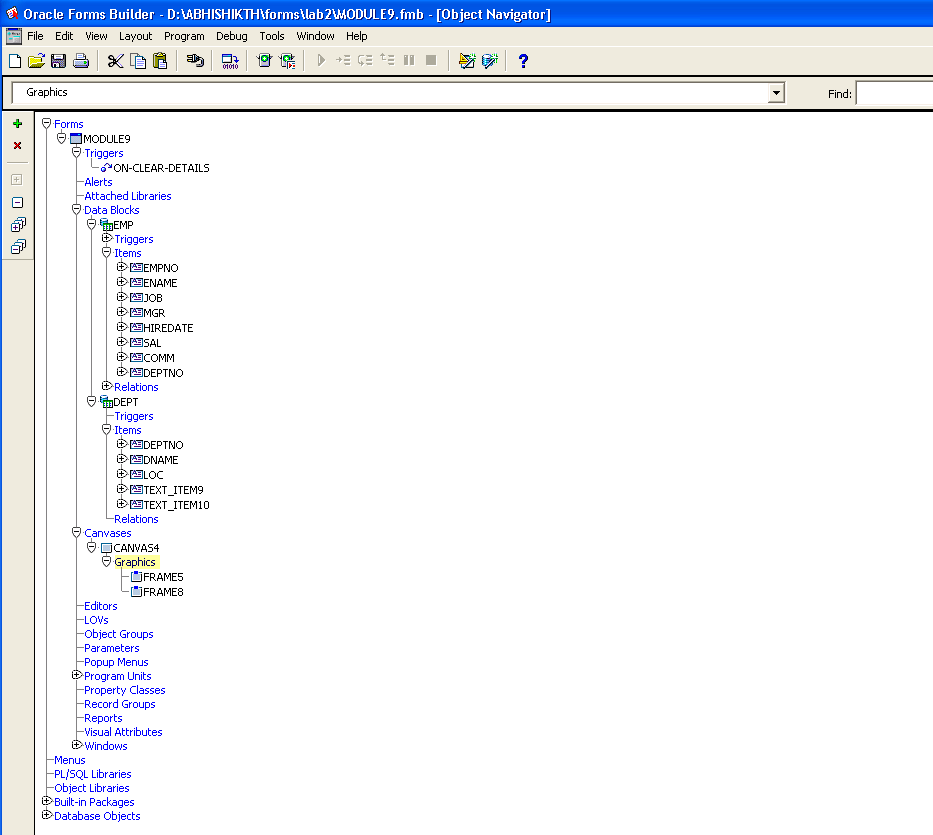 Oracle Forms Builder - D:\ABHISHIKTH\forms\lab2\MODULE9.fmb - [Object Navigator]
File Edit View Layout Program Debug Tools Window Help
Graphics Find:
Forms
MODULE9
Triggers
ON-CLEAR-DETAILS
Alerts
Attached Libraries
Data Blocks
EMP
Triggers
Items
EMPNO
ENAME
JOB
MGR
HIREDATE
SAL
COMM
DEPTNO
Relations
DEPT
Triggers
Items
DEPTNO
DNAME
LOC
TEXT_ITEM9
TEXT_ITEM10
Relations
Canvases
CANVAS4
Graphics
FRAME5
FRAME8
Editors
LOVs
Object Groups
Parameters
Popup Menus
Program Units
Property Classes
Record Groups
Reports
Visual Attributes
Windows
Menus
PL/SQL Libraries
Object Libraries
Built-in Packages
Database Objects